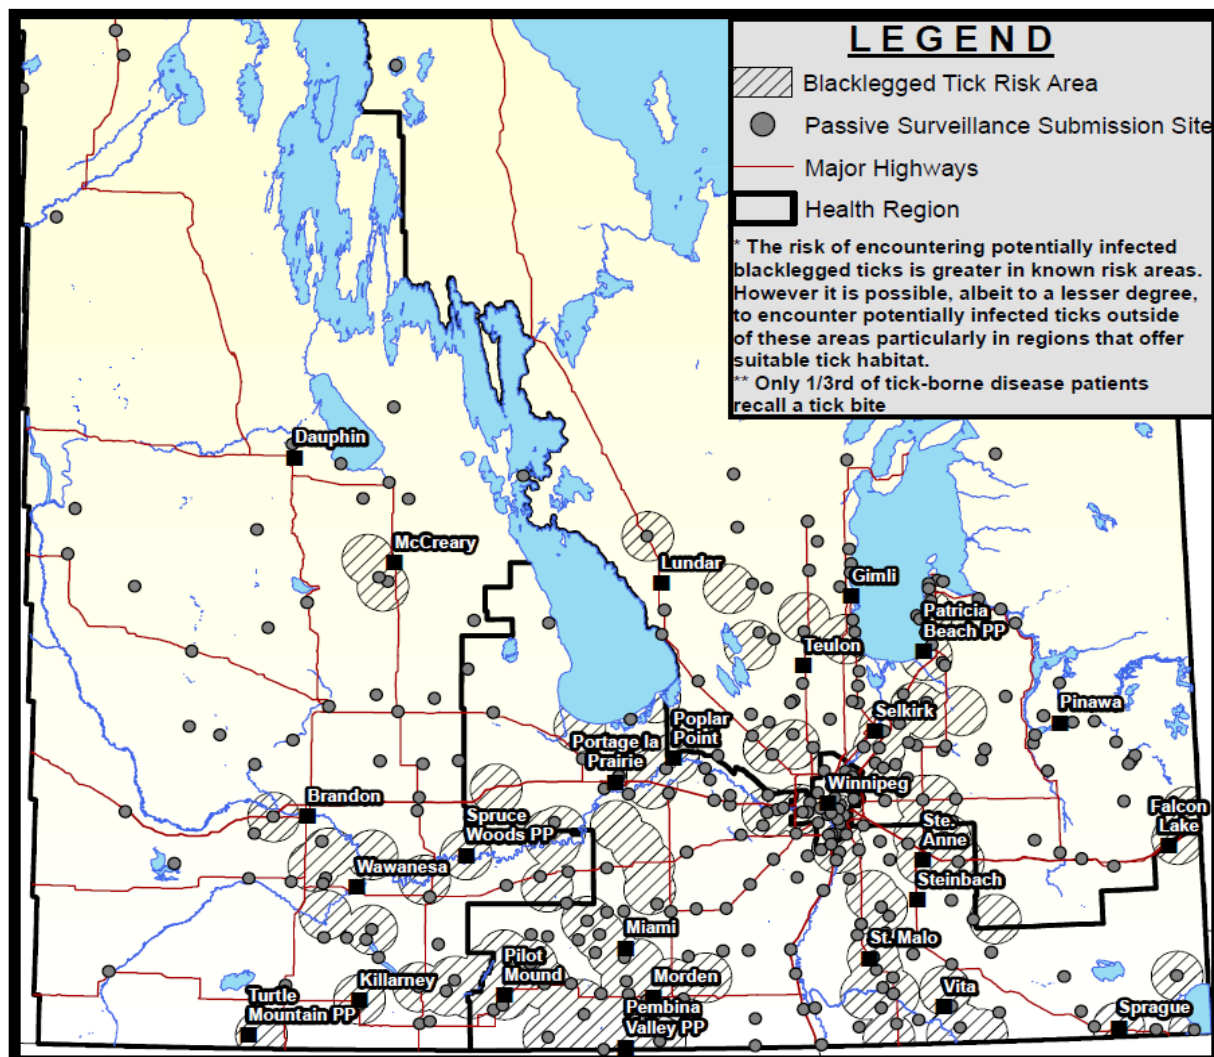 LEGEND
Blacklegged Tick Risk Area
Passive Surveillance Submission Site
Major Highways
Health Region
* The risk of encountering potentially infected
blacklegged ticks is greater in known risk areas.
However it is possible, albeit to a lesser degree,
to encounter potentially infected ticks outside
of these areas particularly in regions that offer
suitable tick habitat.
** Only 1/3rd of tick-borne disease patients
recall a tick bite
Dauphin
McCreary
Lundar
Gimli
Patricia
Beach PP
Teulon
Selkirk
Pinawa
Poplar
Point
Portage la
Prairie
Winnipeg
Brandon
Spruce
Woods PP
Falcon
Lake
Ste.
Anne
Wawanesa
Steinbach
Miami
St. Malo
Pilot
Mound
Killarney
Morden
Vita
Turtle
Mountain PP
Pembina
Valley PP
Sprague